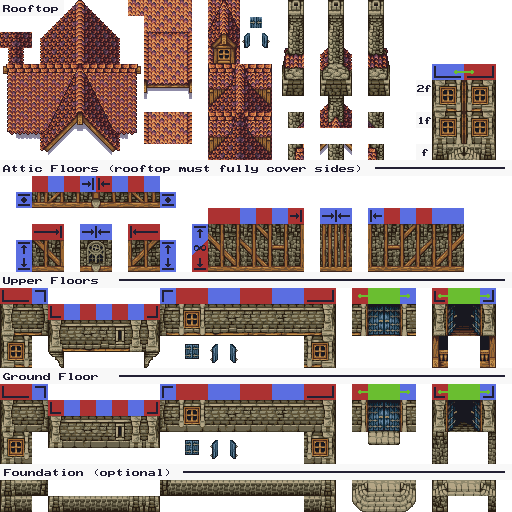 Rooftop
2f
1f
f
Attic Floors (rooftop must fully cover sides)
Upper Floors
Ground Floor
Foundation (optional)